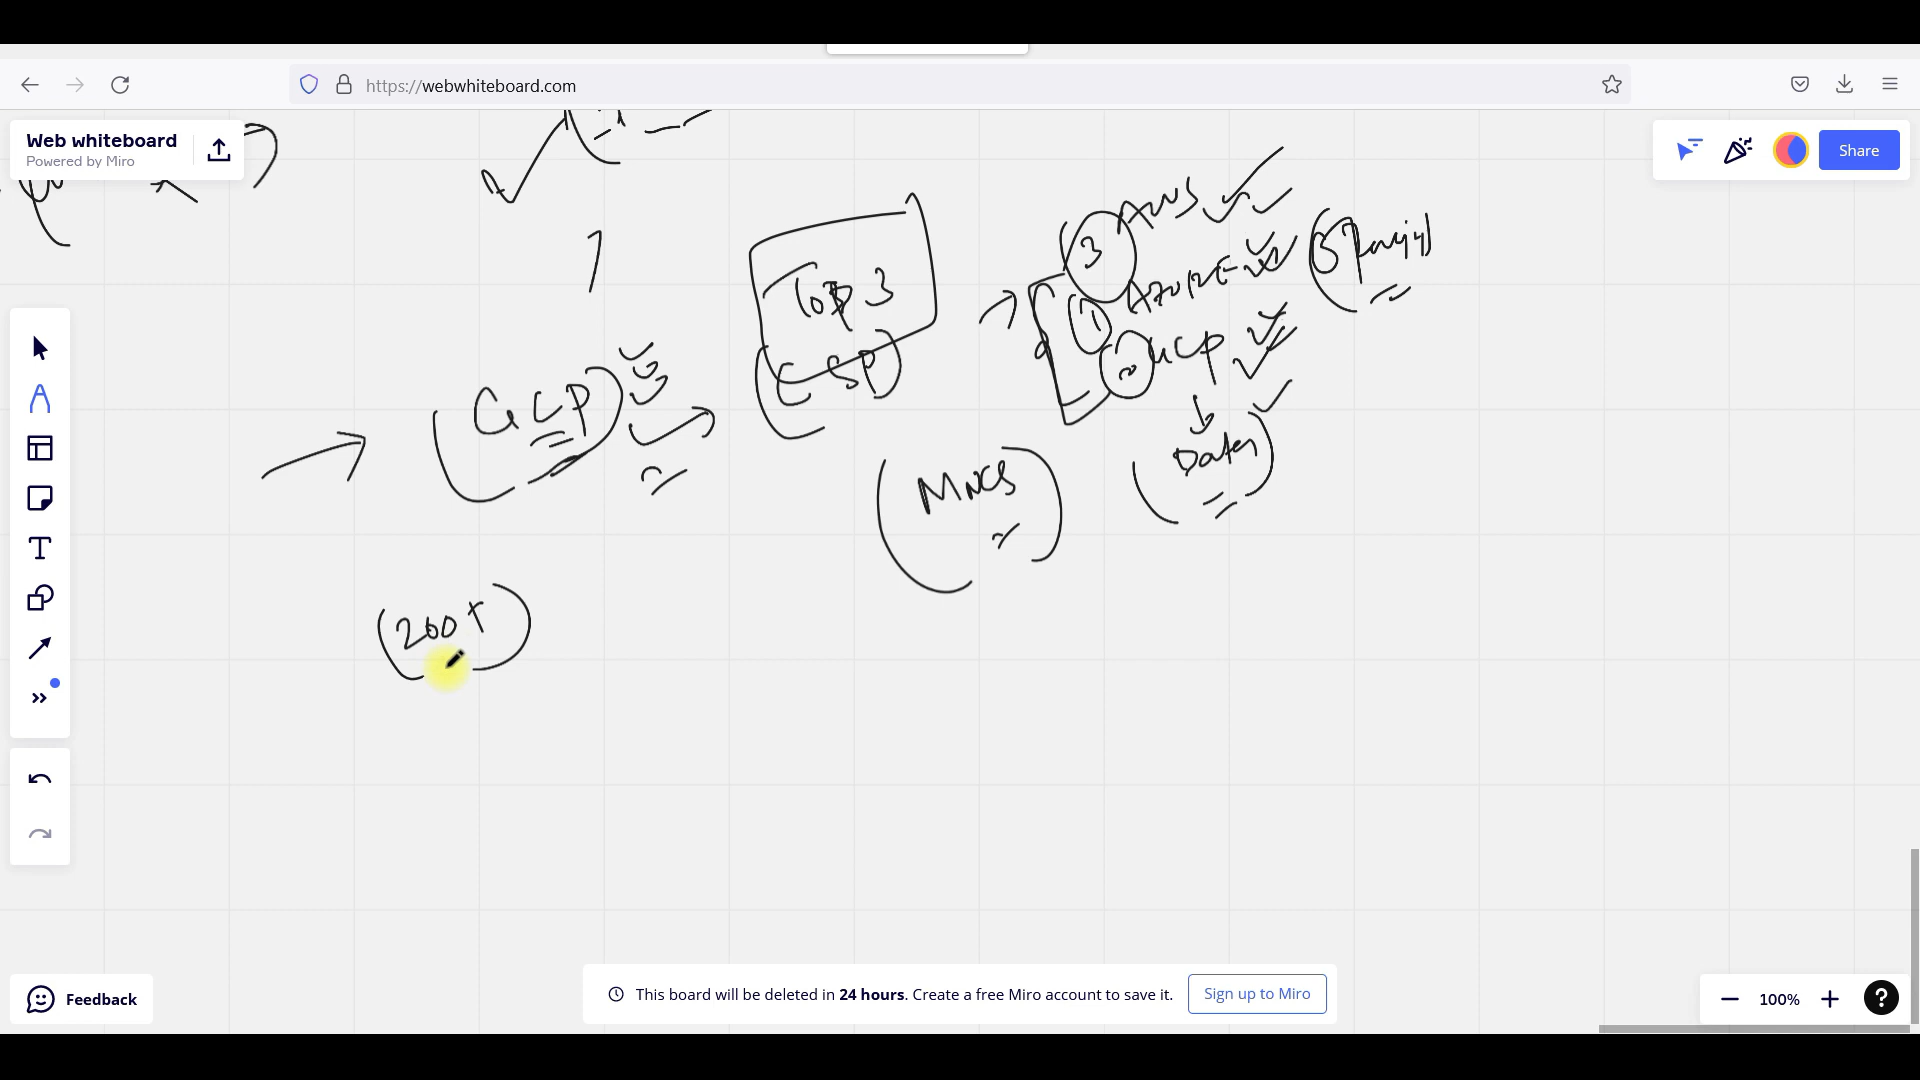 https://webwhiteboard.com
Web whiteboard
Powered by Miro
Share
3 AWS
1 AZURE
2 GCP
Top 3
CSP
GCP
Data
MNCS
200+
Feedback
This board will be deleted in 24 hours. Create a free Miro account to save it.
Sign up to Miro
100%
?